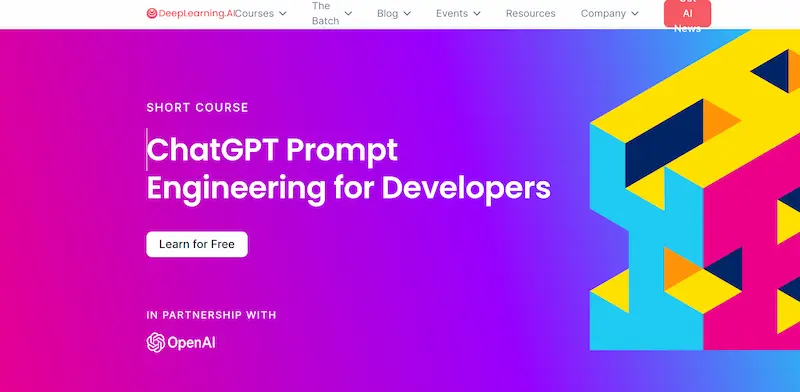 DeepLearning.AI Courses The Batch Blog Events Resources Company Get AI News
SHORT COURSE
ChatGPT Prompt
Engineering for Developers
Learn for Free
IN PARTNERSHIP WITH
OpenAI